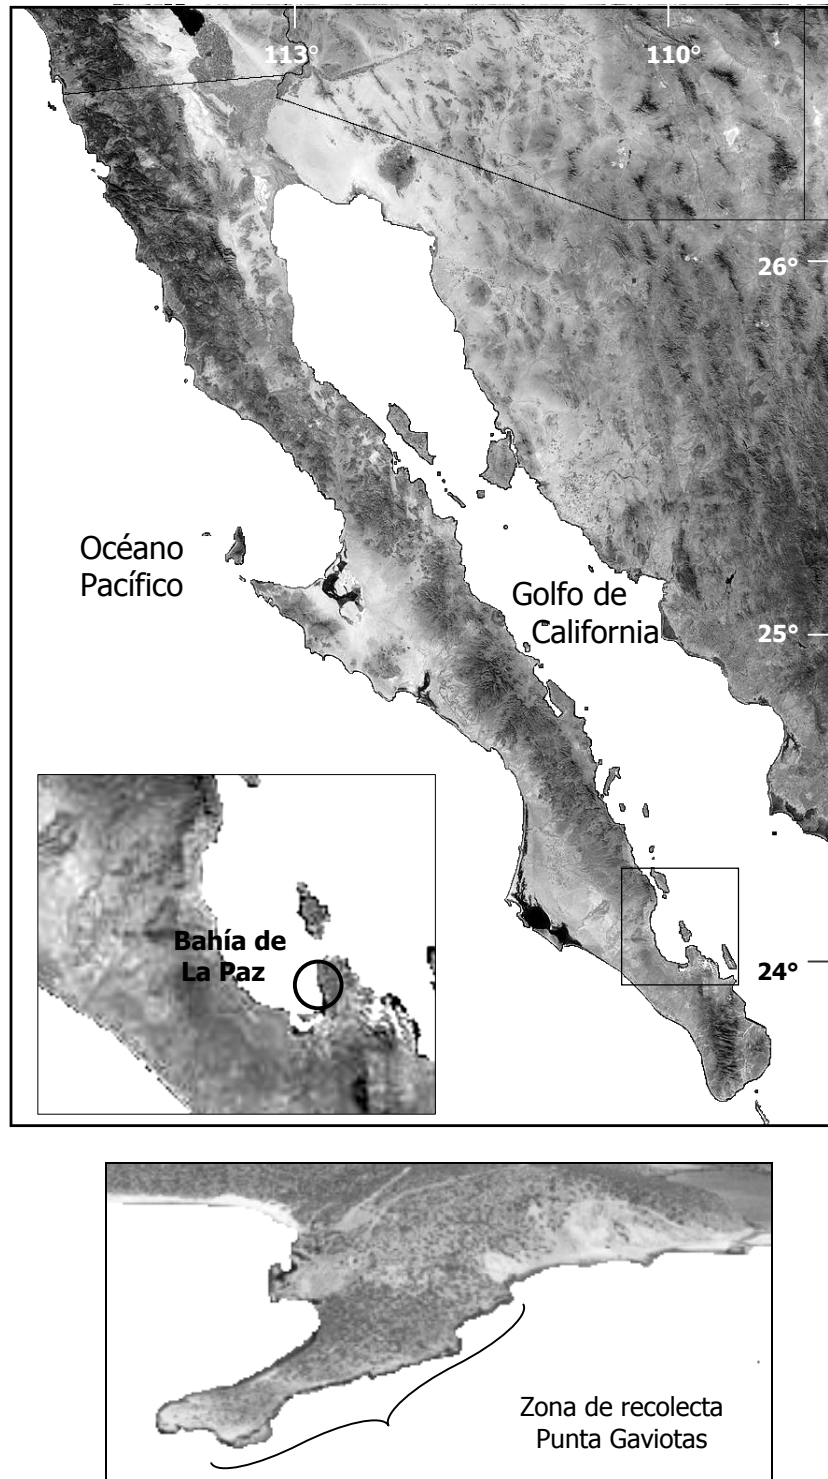 113°
110°
26°
Océano
Pacífico
Golfo de
California
25°
Bahía de
La Paz
24°
Zona de recolecta
Punta Gaviotas